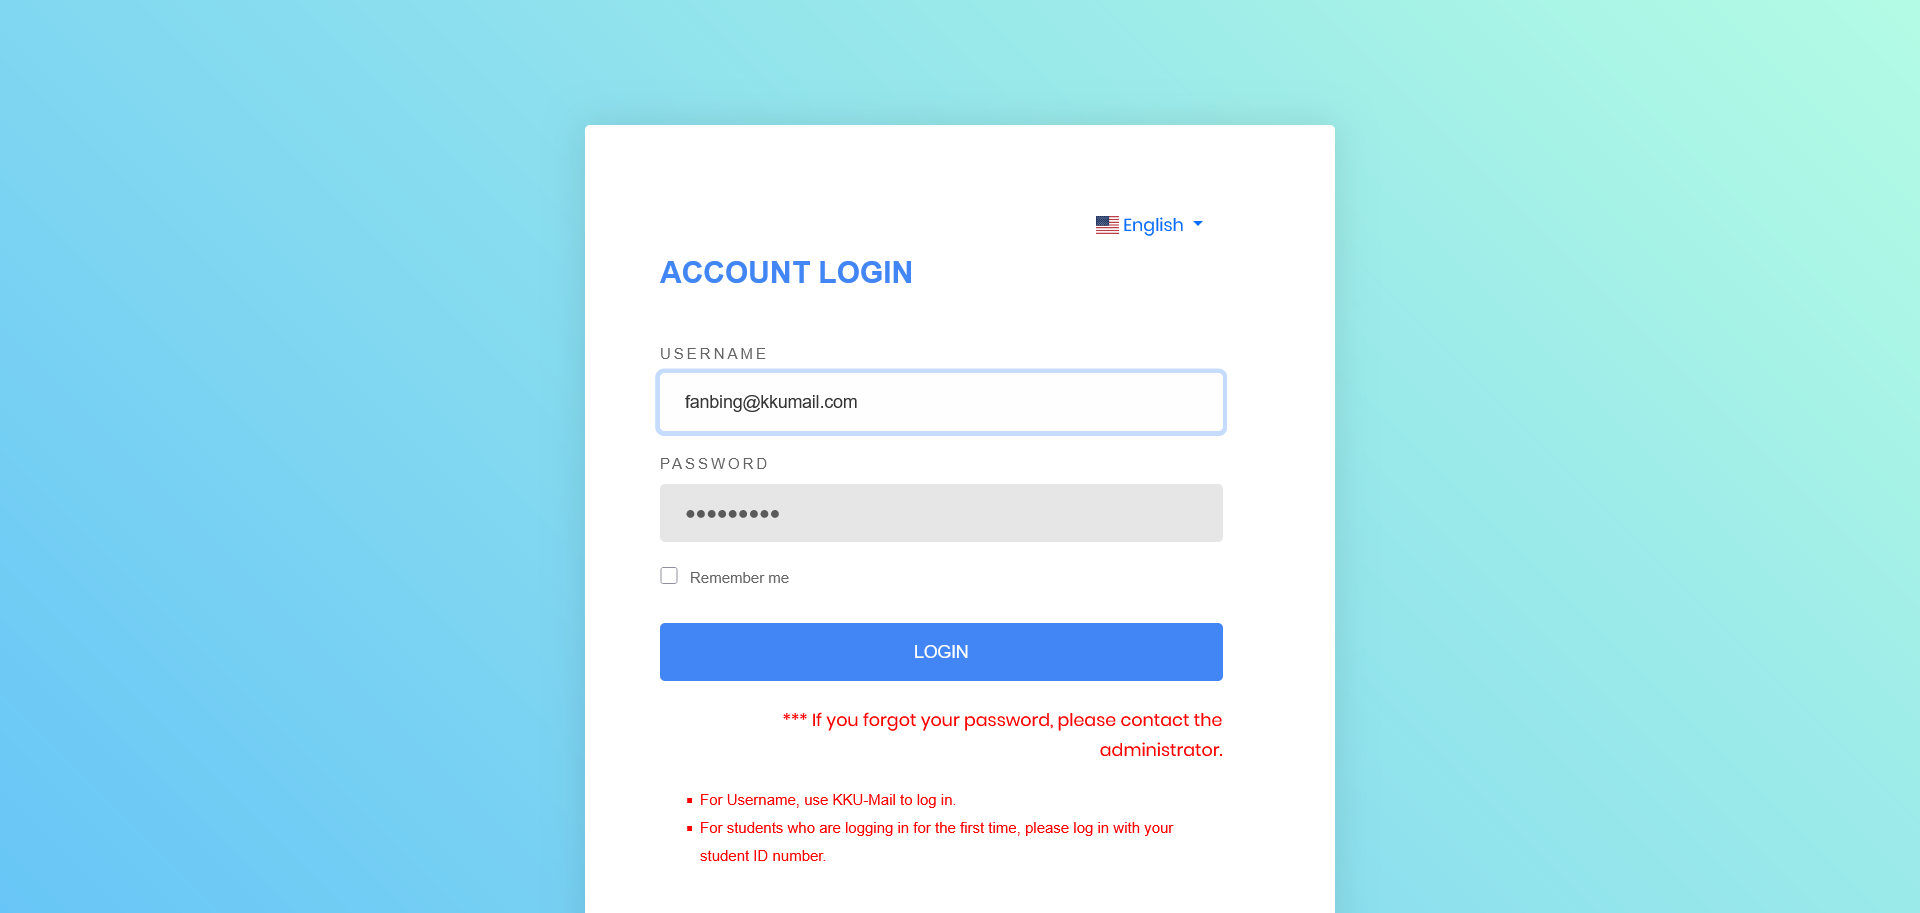 English
ACCOUNT LOGIN
USERNAME
fanbing@kkumail.com
PASSWORD
●●●●●●●●●
Remember me
LOGIN
*** If you forgot your password, please contact the
administrator.
For Username, use KKU-Mail to log in.
For students who are logging in for the first time, please log in with your
student ID number.